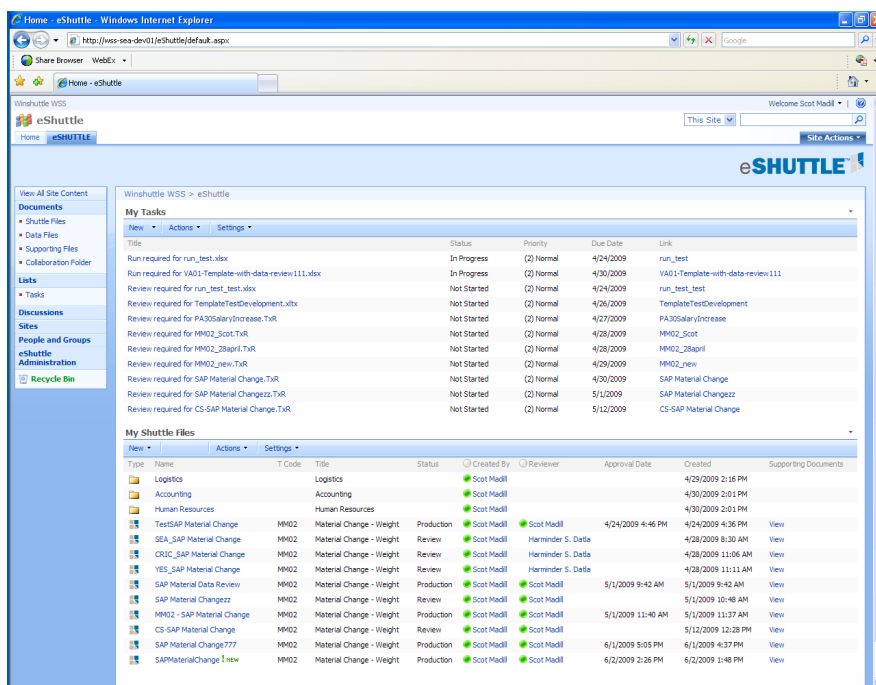 Home - eShuttle - Windows Internet Explorer
http://wss-sea-dev01/eShuttle/default.aspx Google
Share Browser WebEx
Home - eShuttle
Winshuttle WSS Welcome Scot Madill
eShuttle This Site
Home eSHUTTLE Site Actions
eSHUTTLE
View All Site Content
Documents
Shuttle Files
Data Files
Supporting Files
Collaboration Folder
Lists
Tasks
Discussions
Sites
People and Groups
eShuttle
Administration
Recycle Bin
Winshuttle WSS > eShuttle
My Tasks
New Actions Settings
Title Status Priority Due Date Link
Run required for run_test.xlsx In Progress (2) Normal 4/24/2009 run_test
Run required for VA01-Template-with-data-review111.xlsx In Progress (2) Normal 4/30/2009 VA01-Template-with-data-review111
Review required for run_test_test.xlsx Not Started (2) Normal 4/24/2009 run_test_test
Review required for TemplateTestDevelopment.xltx Not Started (2) Normal 4/26/2009 TemplateTestDevelopment
Review required for PA30SalaryIncrease.TxR Not Started (2) Normal 4/27/2009 PA30SalaryIncrease
Review required for MM02_Scot.TxR Not Started (2) Normal 4/28/2009 MM02_Scot
Review required for MM02_28april.TxR Not Started (2) Normal 4/28/2009 MM02_28april
Review required for MM02_new.TxR Not Started (2) Normal 4/29/2009 MM02_new
Review required for SAP Material Change.TxR Not Started (2) Normal 4/30/2009 SAP Material Change
Review required for SAP Material Changezz.TxR Not Started (2) Normal 5/1/2009 SAP Material Changezz
Review required for CS-SAP Material Change.TxR Not Started (2) Normal 5/12/2009 CS-SAP Material Change
My Shuttle Files
New Actions Settings
Type Name T Code Title Status Created By Reviewer Approval Date Created Supporting Documents
Logistics Logistics Scot Madill 4/29/2009 2:16 PM
Accounting Accounting Scot Madill 4/30/2009 2:01 PM
Human Resources Human Resources Scot Madill 4/30/2009 2:01 PM
TestSAP Material Change MM02 Material Change - Weight Production Scot Madill Scot Madill 4/24/2009 4:46 PM 4/24/2009 4:36 PM View
SEA_SAP Material Change MM02 Material Change - Weight Review Scot Madill Harminder S. Datla 4/28/2009 8:30 AM View
CRIC_SAP Material Change MM02 Material Change - Weight Review Scot Madill Harminder S. Datla 4/28/2009 11:06 AM View
YES_SAP Material Change MM02 Material Change - Weight Review Scot Madill Harminder S. Datla 4/28/2009 11:11 AM View
SAP Material Data Review MM02 Material Change - Weight Production Scot Madill Scot Madill 5/1/2009 9:42 AM 5/1/2009 9:42 AM View
SAP Material Changezz MM02 Material Change - Weight Review Scot Madill Scot Madill 5/1/2009 10:48 AM View
MM02 - SAP Material Change MM02 Material Change - Weight Production Scot Madill Scot Madill 5/1/2009 11:40 AM 5/1/2009 11:37 AM View
CS-SAP Material Change MM02 Material Change - Weight Review Scot Madill Scot Madill 5/12/2009 12:28 PM View
SAP Material Change777 MM02 Material Change - Weight Production Scot Madill Scot Madill 6/1/2009 5:05 PM 6/1/2009 4:37 PM View
SAPMaterialChange ! NEW MM02 Material Change - Weight Production Scot Madill Scot Madill 6/2/2009 2:26 PM 6/2/2009 1:48 PM View